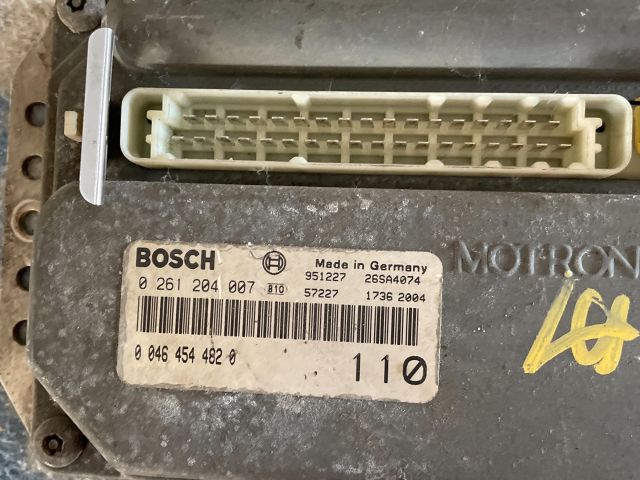 BOSCH Made in Germany
951227 26SA4074
0 261 204 007 B10
57227 1736 2004
0 046 454 482 0
110
MOTRON